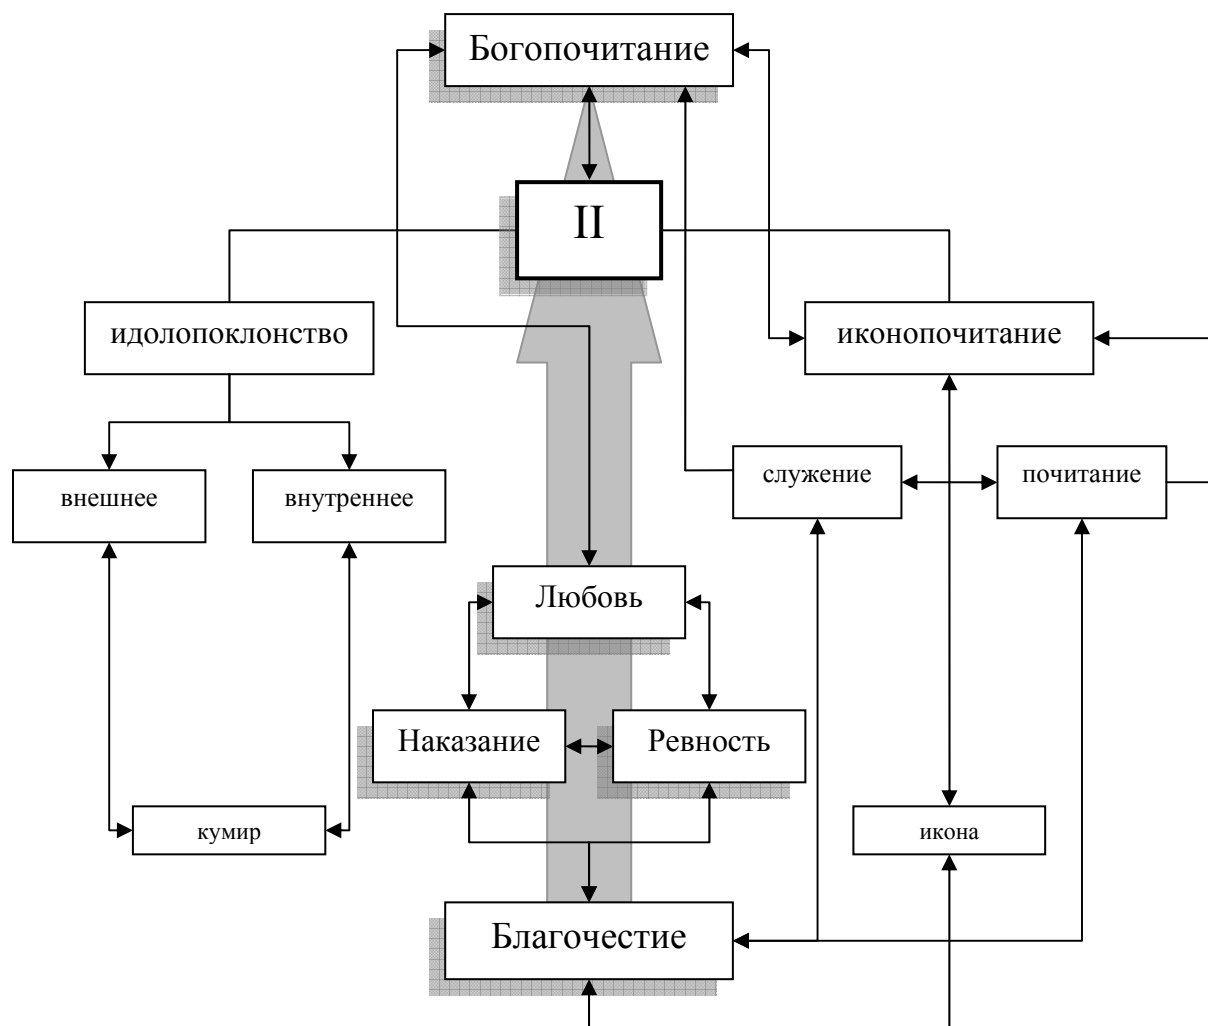 Богопочитание
II
идолопоклонство
иконопочитание
внешнее
внутреннее
служение
почитание
Любовь
Наказание
Ревность
кумир
икона
Благочестие